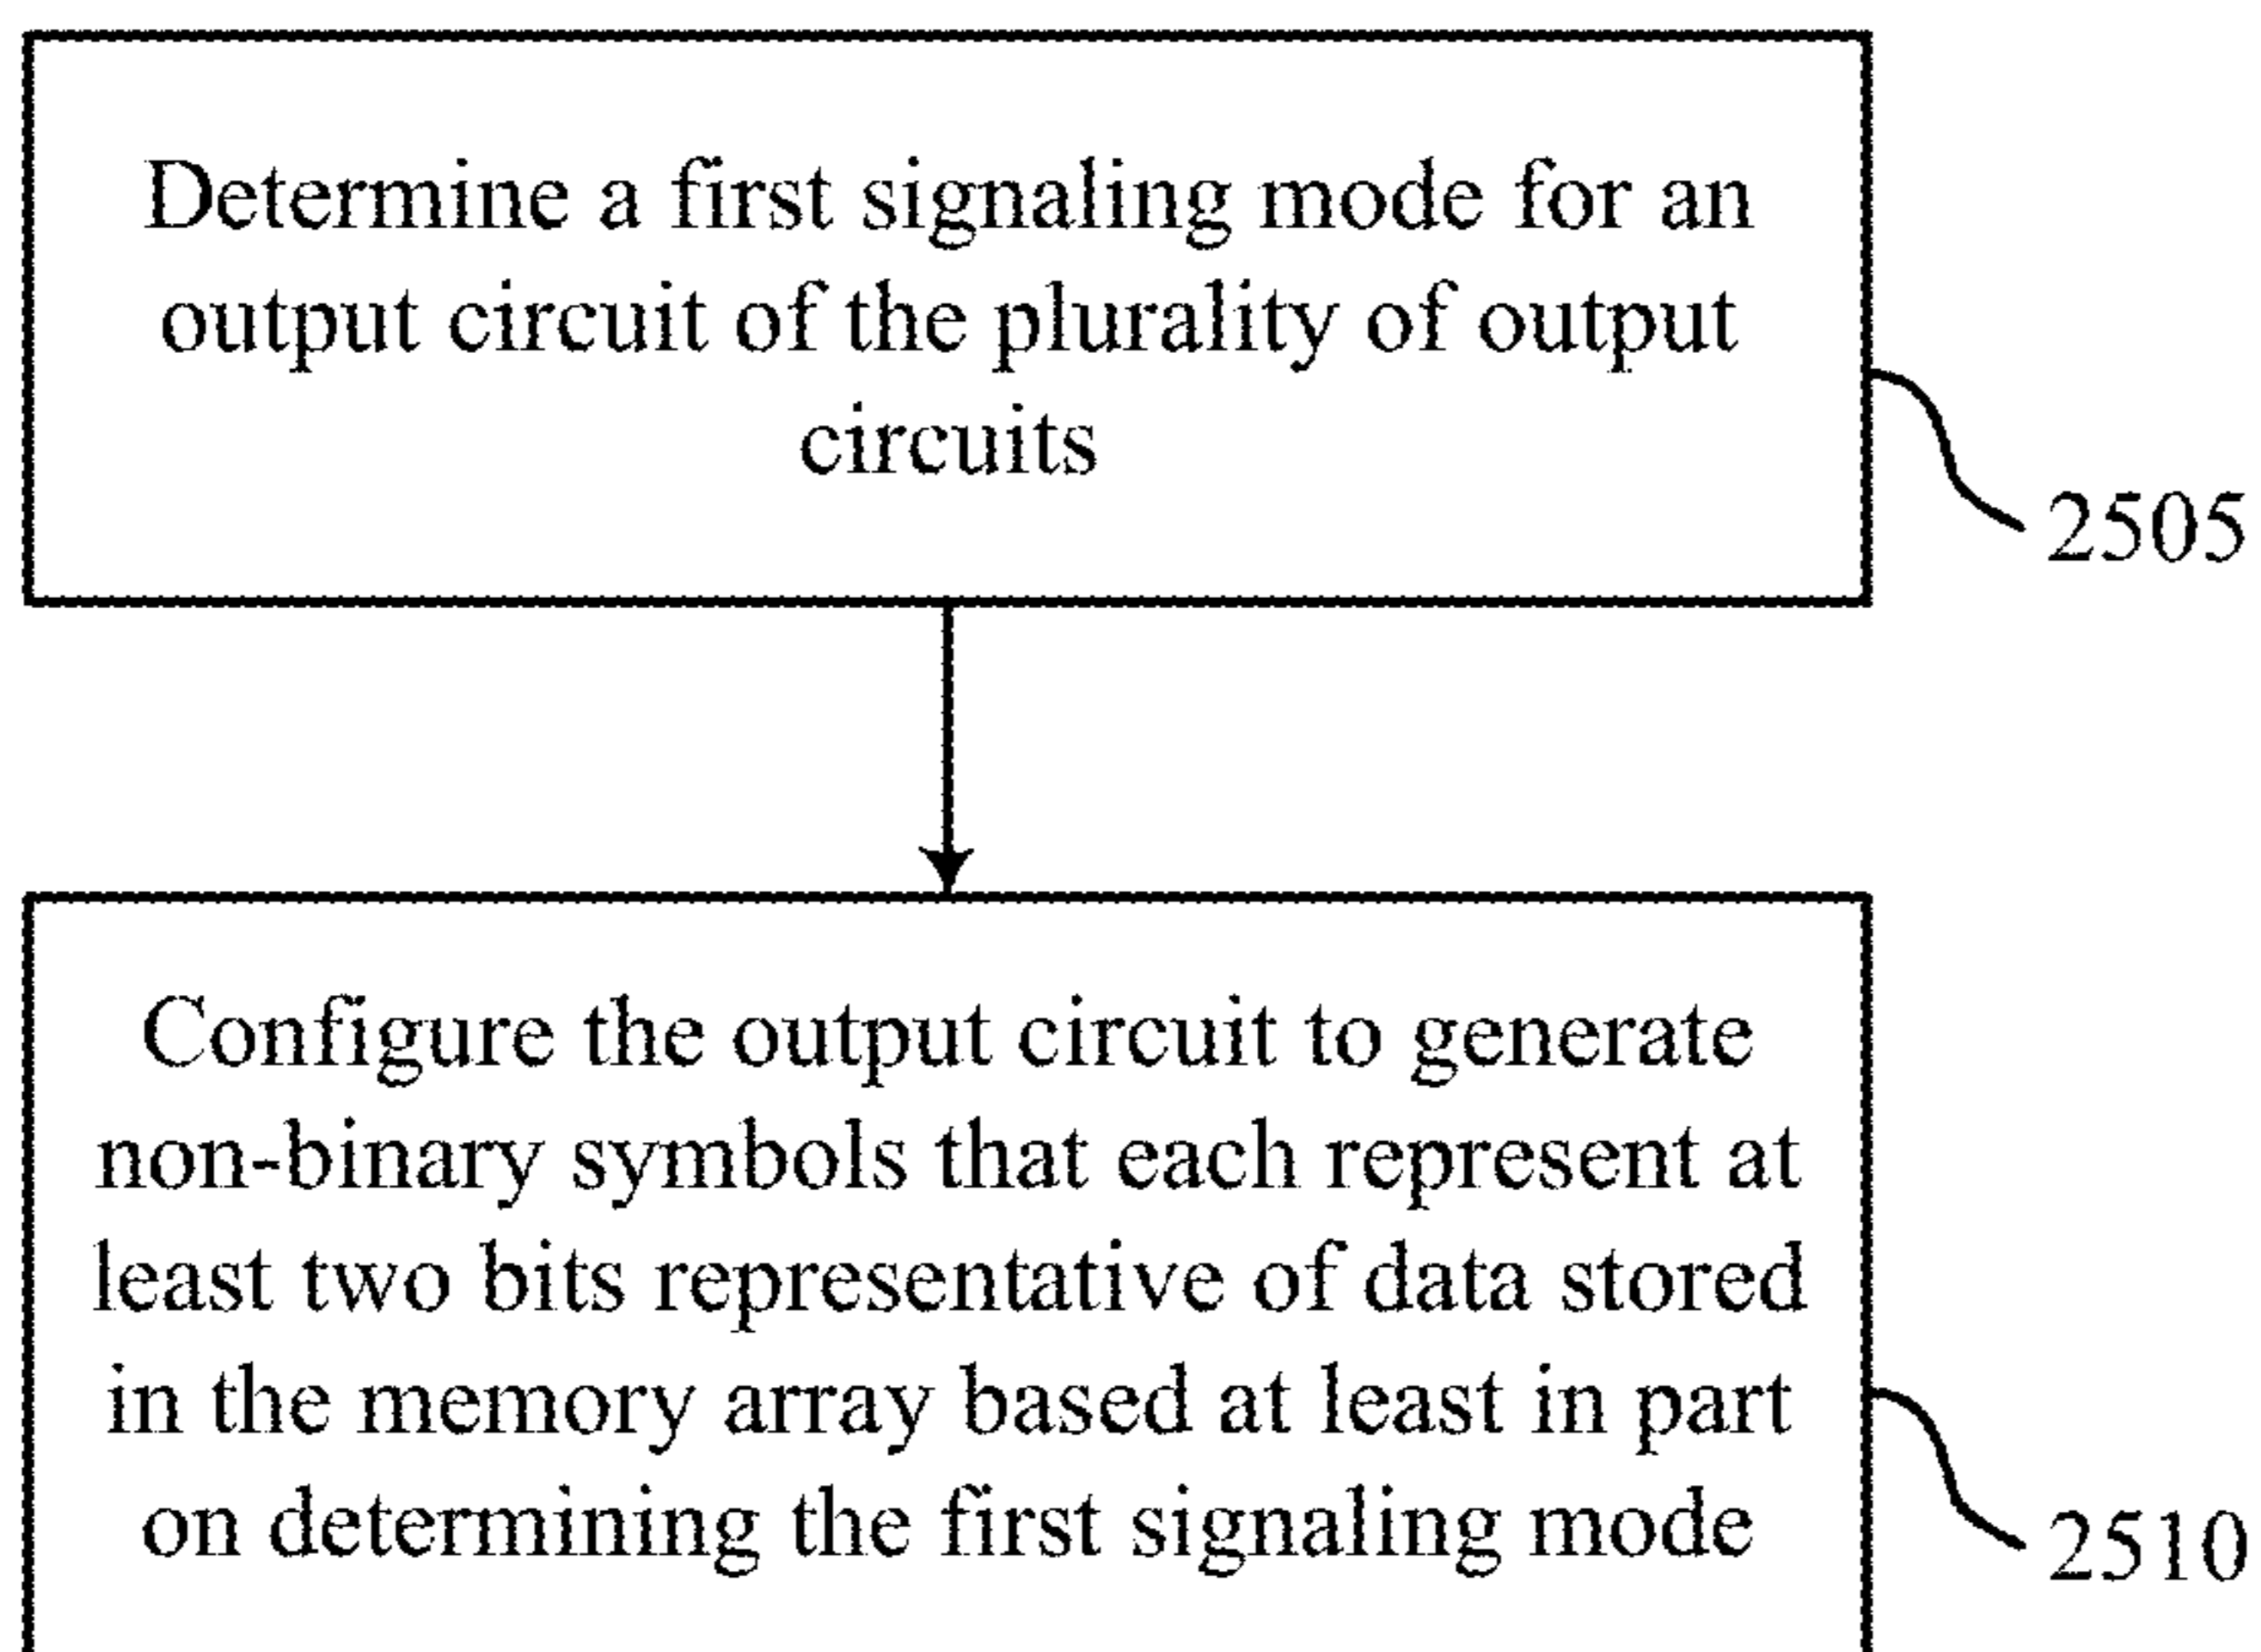 Determine a first signaling mode for an
output circuit of the plurality of output
circuits
2505
Configure the output circuit to generate
non-binary symbols that each represent at
least two bits representative of data stored
in the memory array based at least in part
on determining the first signaling mode
2510